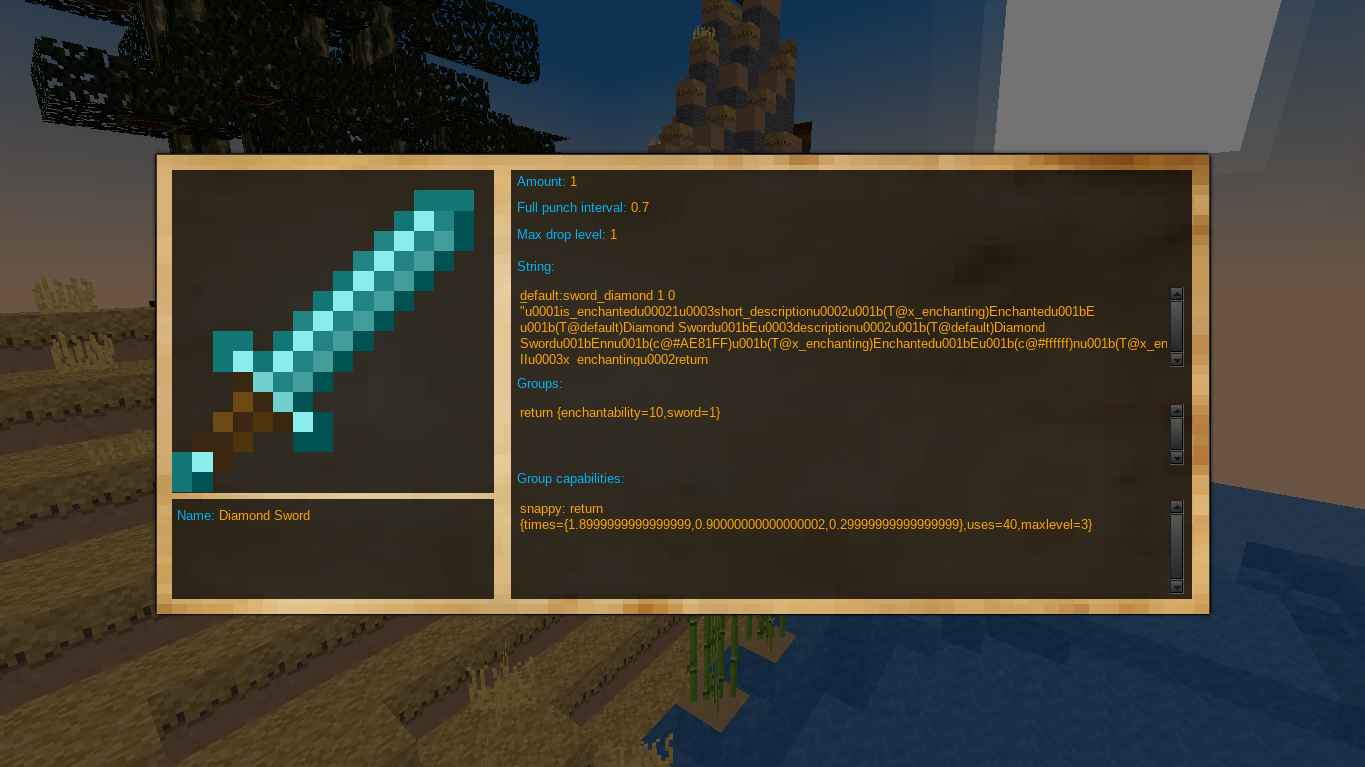 Amount: 1
Full punch interval: 0.7
Max drop level: 1
String:
default:sword_diamond 1 0
"u0001is_enchantedu00021u0003short_descriptionu0002u001b(T@x_enchanting)Enchantedu001bE
u001b(T@default)Diamond Swordu001bEu0003descriptionu0002u001b(T@default)Diamond
Swordu001bEnnu001b(c@#AE81FF)u001b(T@x_enchanting)Enchantedu001bEu001b(c@#ffffff)nu001b(T@x_en
IIu0003x_enchantingu0002return
Groups:
return {enchantability=10,sword=1}
Group capabilities:
snappy: return
{times={1.8999999999999999,0.90000000000000002,0.29999999999999999},uses=40,maxlevel=3}
Name: Diamond Sword